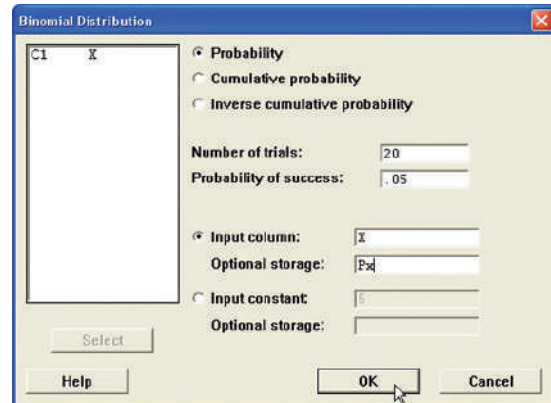 Binomial Distribution
C1 X
Probability
Cumulative probability
Inverse cumulative probability
Number of trials: 20
Probability of success: .05
Input column: X
Optional storage: Px
Input constant: 5
Optional storage:
Select
Help OK Cancel